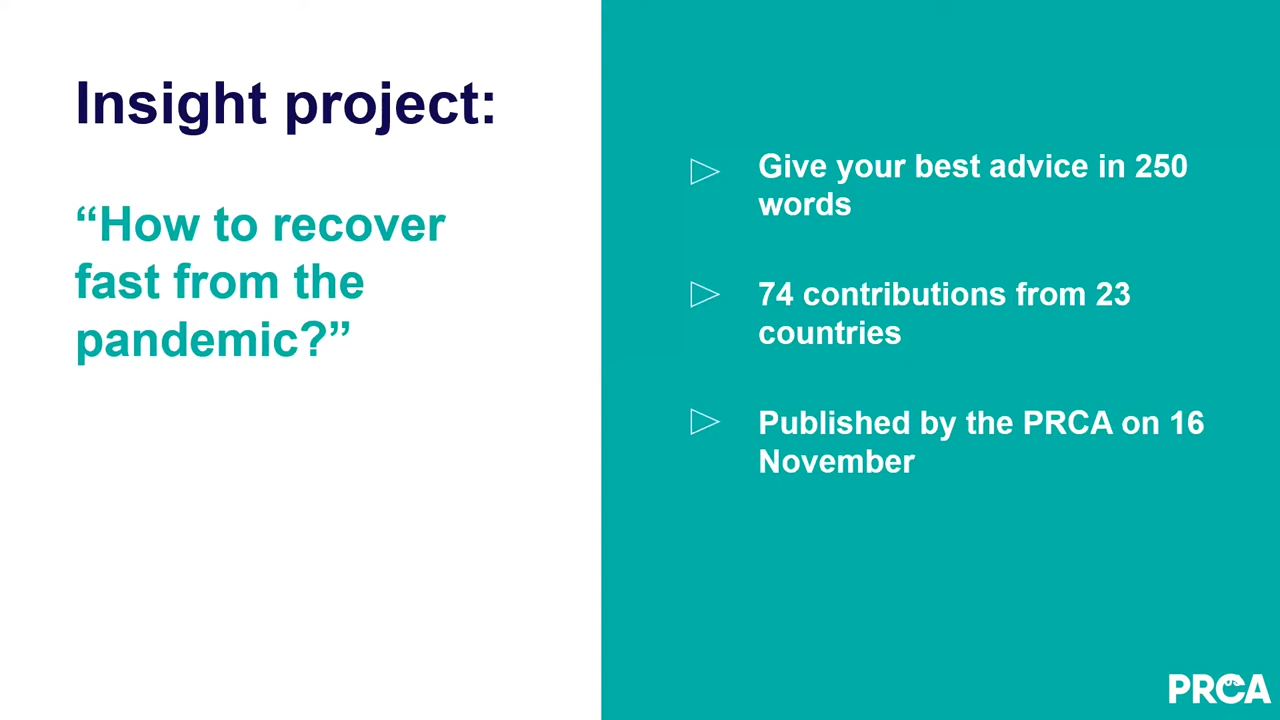 Insight project:
“How to recover
fast from the
pandemic?”
Give your best advice in 250
words
74 contributions from 23
countries
Published by the PRCA on 16
November
PRCA